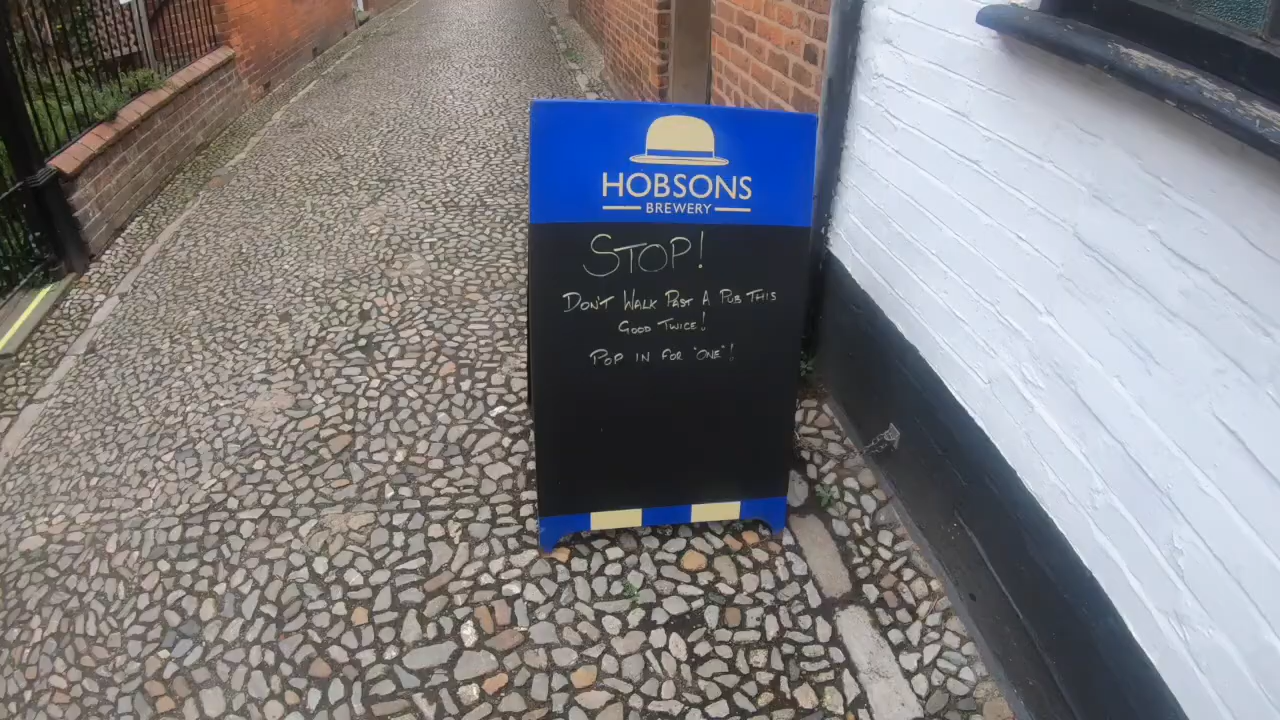 HOBSONS
BREWERY
STOP!
DON'T WALK PAST A PUB THIS
GOOD TWICE!
POP IN FOR "ONE"!